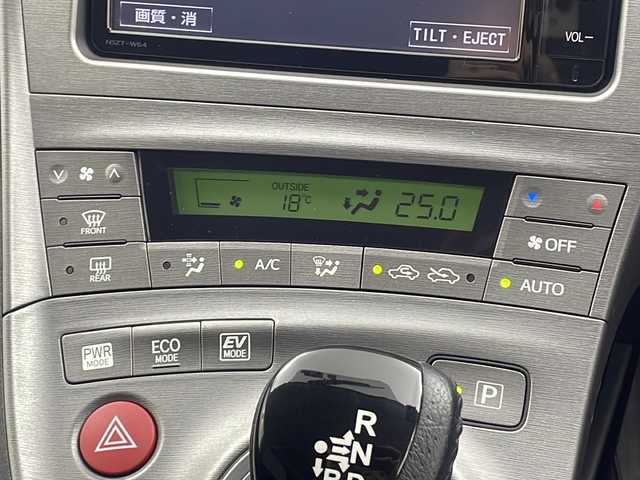 画質・消
TILT・EJECT
NSZT-W64
VOL−
OUTSIDE
18℃
25.0
FRONT
OFF
REAR
A/C
AUTO
PWR MODE
ECO MODE
EV MODE
P
R
N